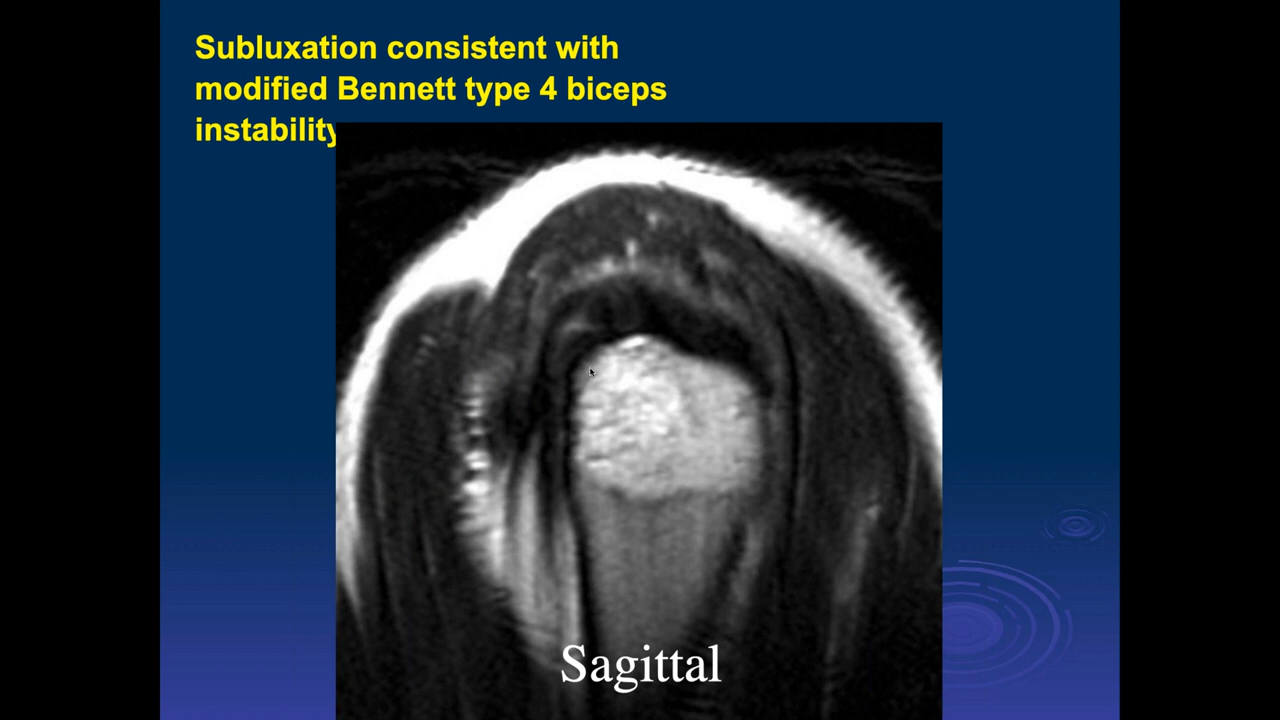 Subluxation consistent with
modified Bennett type 4 biceps
instability
Sagittal